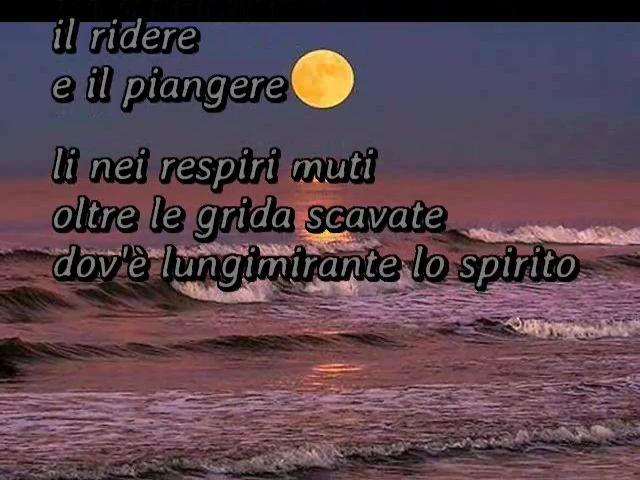 il ridere
e il piangere
li nei respiri muti
oltre le grida scavate
dov'è lungimirante lo spirito